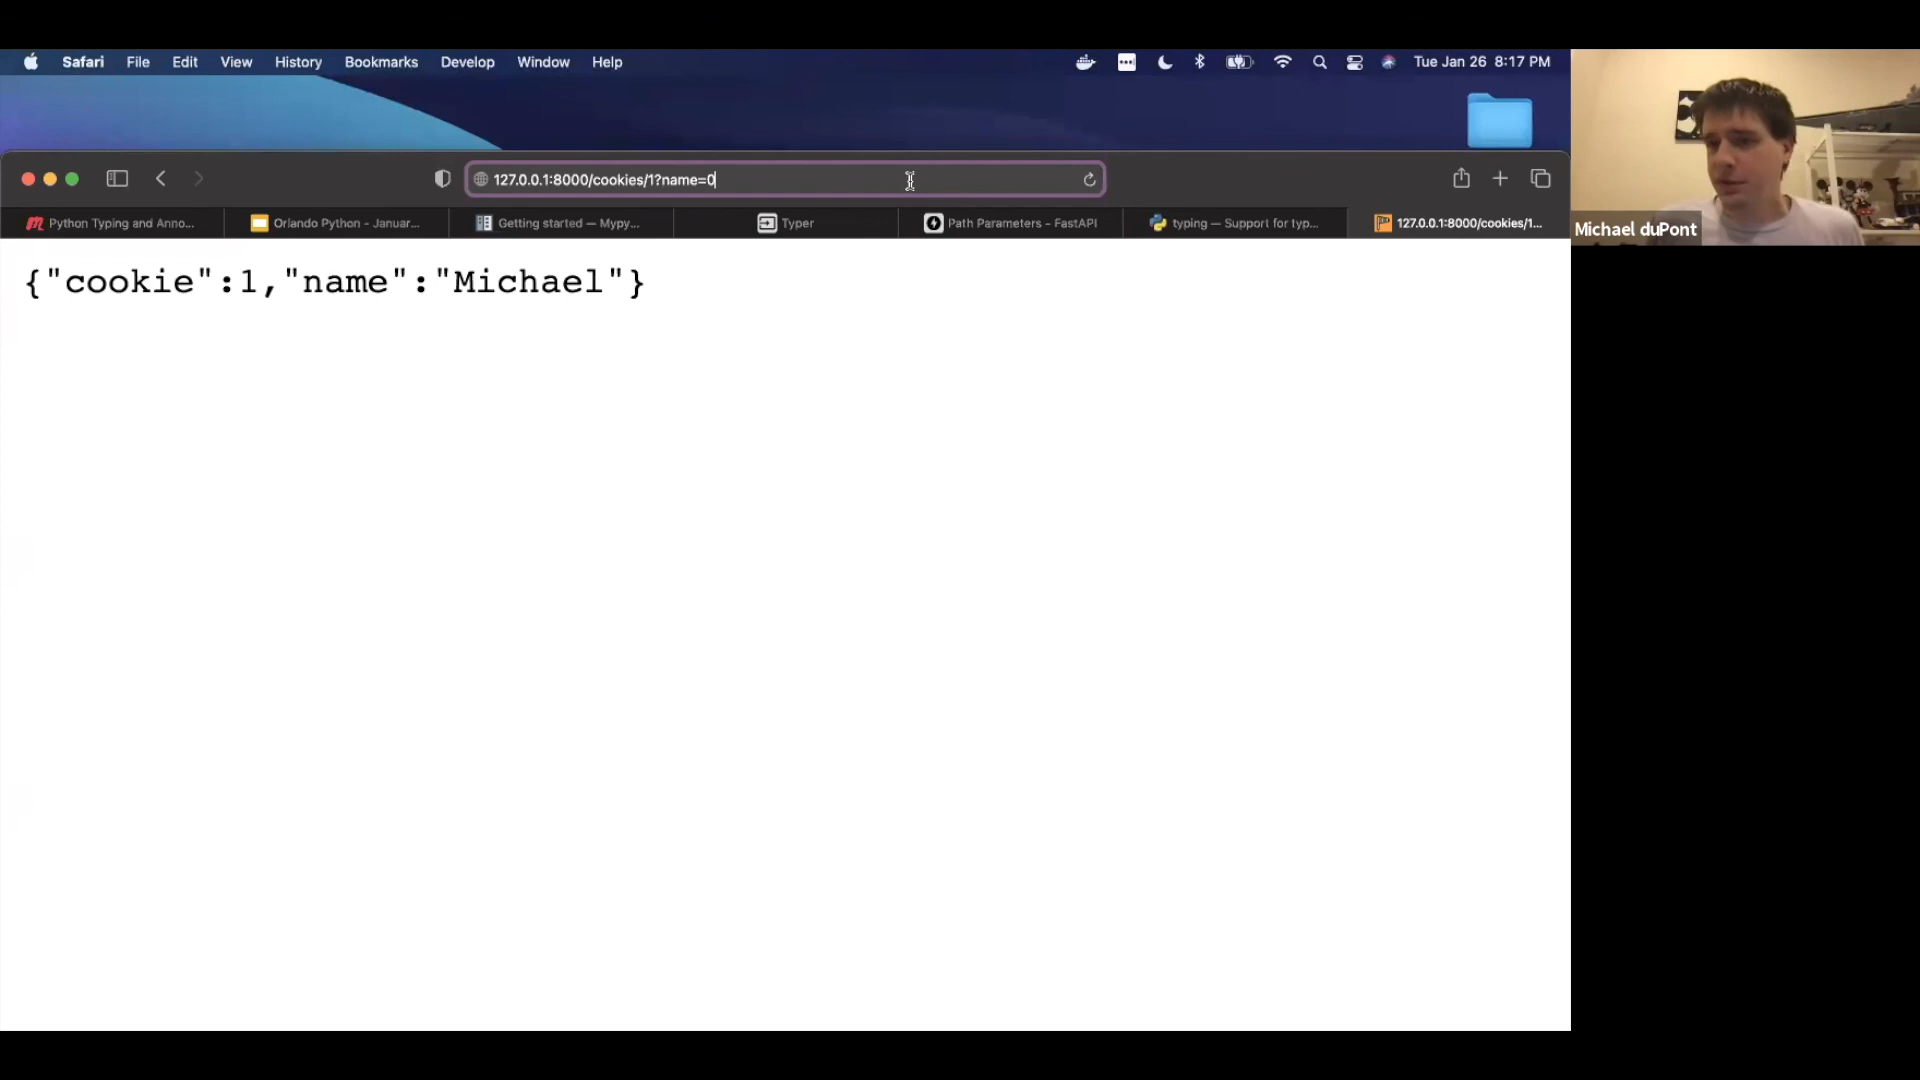 Safari File Edit View History Bookmarks Develop Window Help Tue Jan 26 8:17 PM
127.0.0.1:8000/cookies/1?name=0
Python Typing and Anno... Orlando Python - Januar... Getting started — Mypy... Typer Path Parameters - FastAPI typing — Support for typ... 127.0.0.1:8000/cookies/1...
Michael duPont
{"cookie":1,"name":"Michael"}